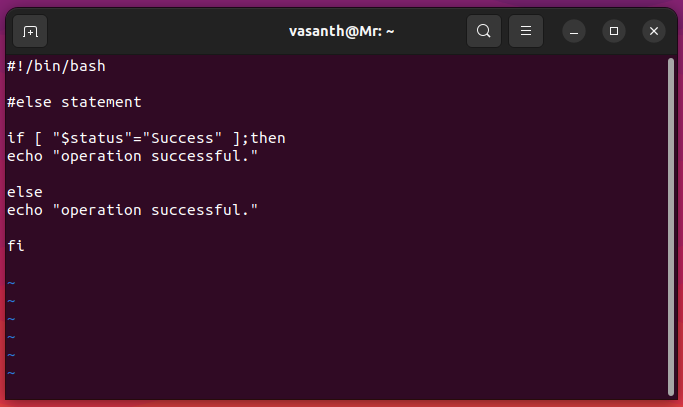 vasanth@Mr: ~
#!/bin/bash
#else statement
if [ "$status"="Success" ];then
echo "operation successful."
else
echo "operation successful."
fi
~
~
~
~
~
~